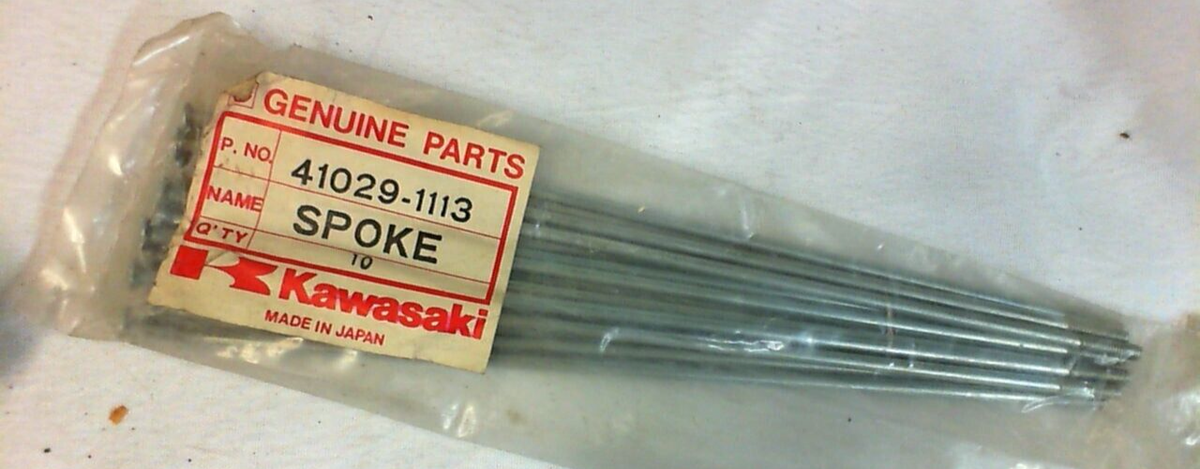 GENUINE PARTS
P. NO. 41029-1113
NAME SPOKE
Q'TY 10
Kawasaki
MADE IN JAPAN